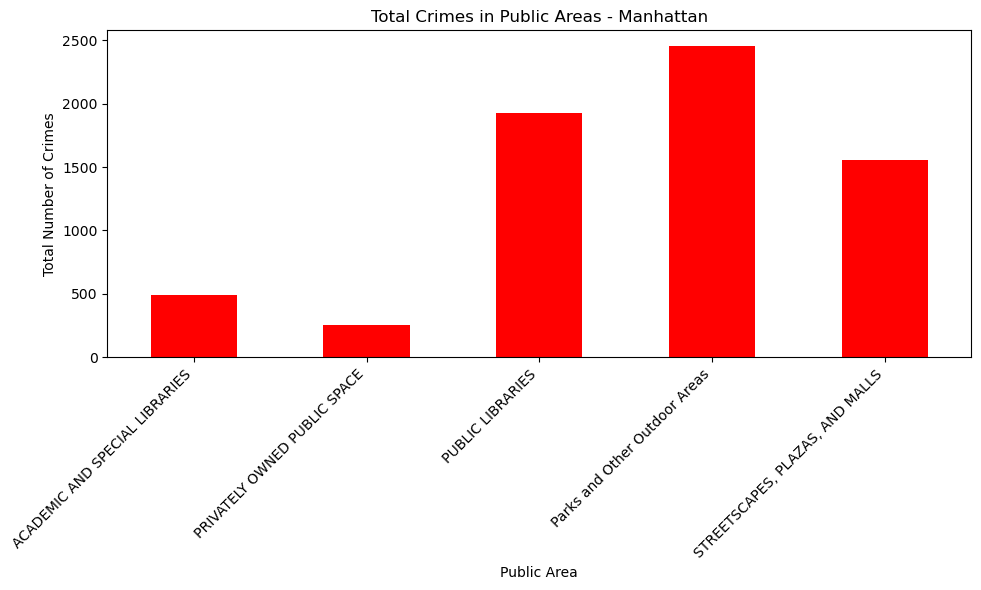 Total Crimes in Public Areas - Manhattan
Total Number of Crimes
2500
2000
1500
1000
500
0
ACADEMIC AND SPECIAL LIBRARIES
PRIVATELY OWNED PUBLIC SPACE
PUBLIC LIBRARIES
Parks and Other Outdoor Areas
STREETSCAPES, PLAZAS, AND MALLS
Public Area